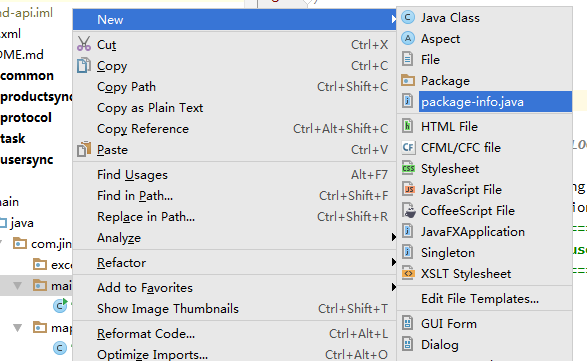 nd-api.iml
.xml
OME.md
common
productsync
protocol
task
usersync
main
java
com.jin
exce
mai
map
New
Cut Ctrl+X
Copy Ctrl+C
Copy Path Ctrl+Shift+C
Copy as Plain Text
Copy Reference Ctrl+Alt+Shift+C
Paste Ctrl+V
Find Usages Alt+F7
Find in Path... Ctrl+Shift+F
Replace in Path... Ctrl+Shift+R
Analyze
Refactor
Add to Favorites
Show Image Thumbnails Ctrl+Shift+T
Reformat Code... Ctrl+Alt+L
Optimize Imports... Ctrl+Alt+O
Java Class
Aspect
File
Package
package-info.java
HTML File
CFML/CFC file
Stylesheet
JavaScript File
CoffeeScript File
JavaFXApplication
Singleton
XSLT Stylesheet
Edit File Templates...
GUI Form
Dialog